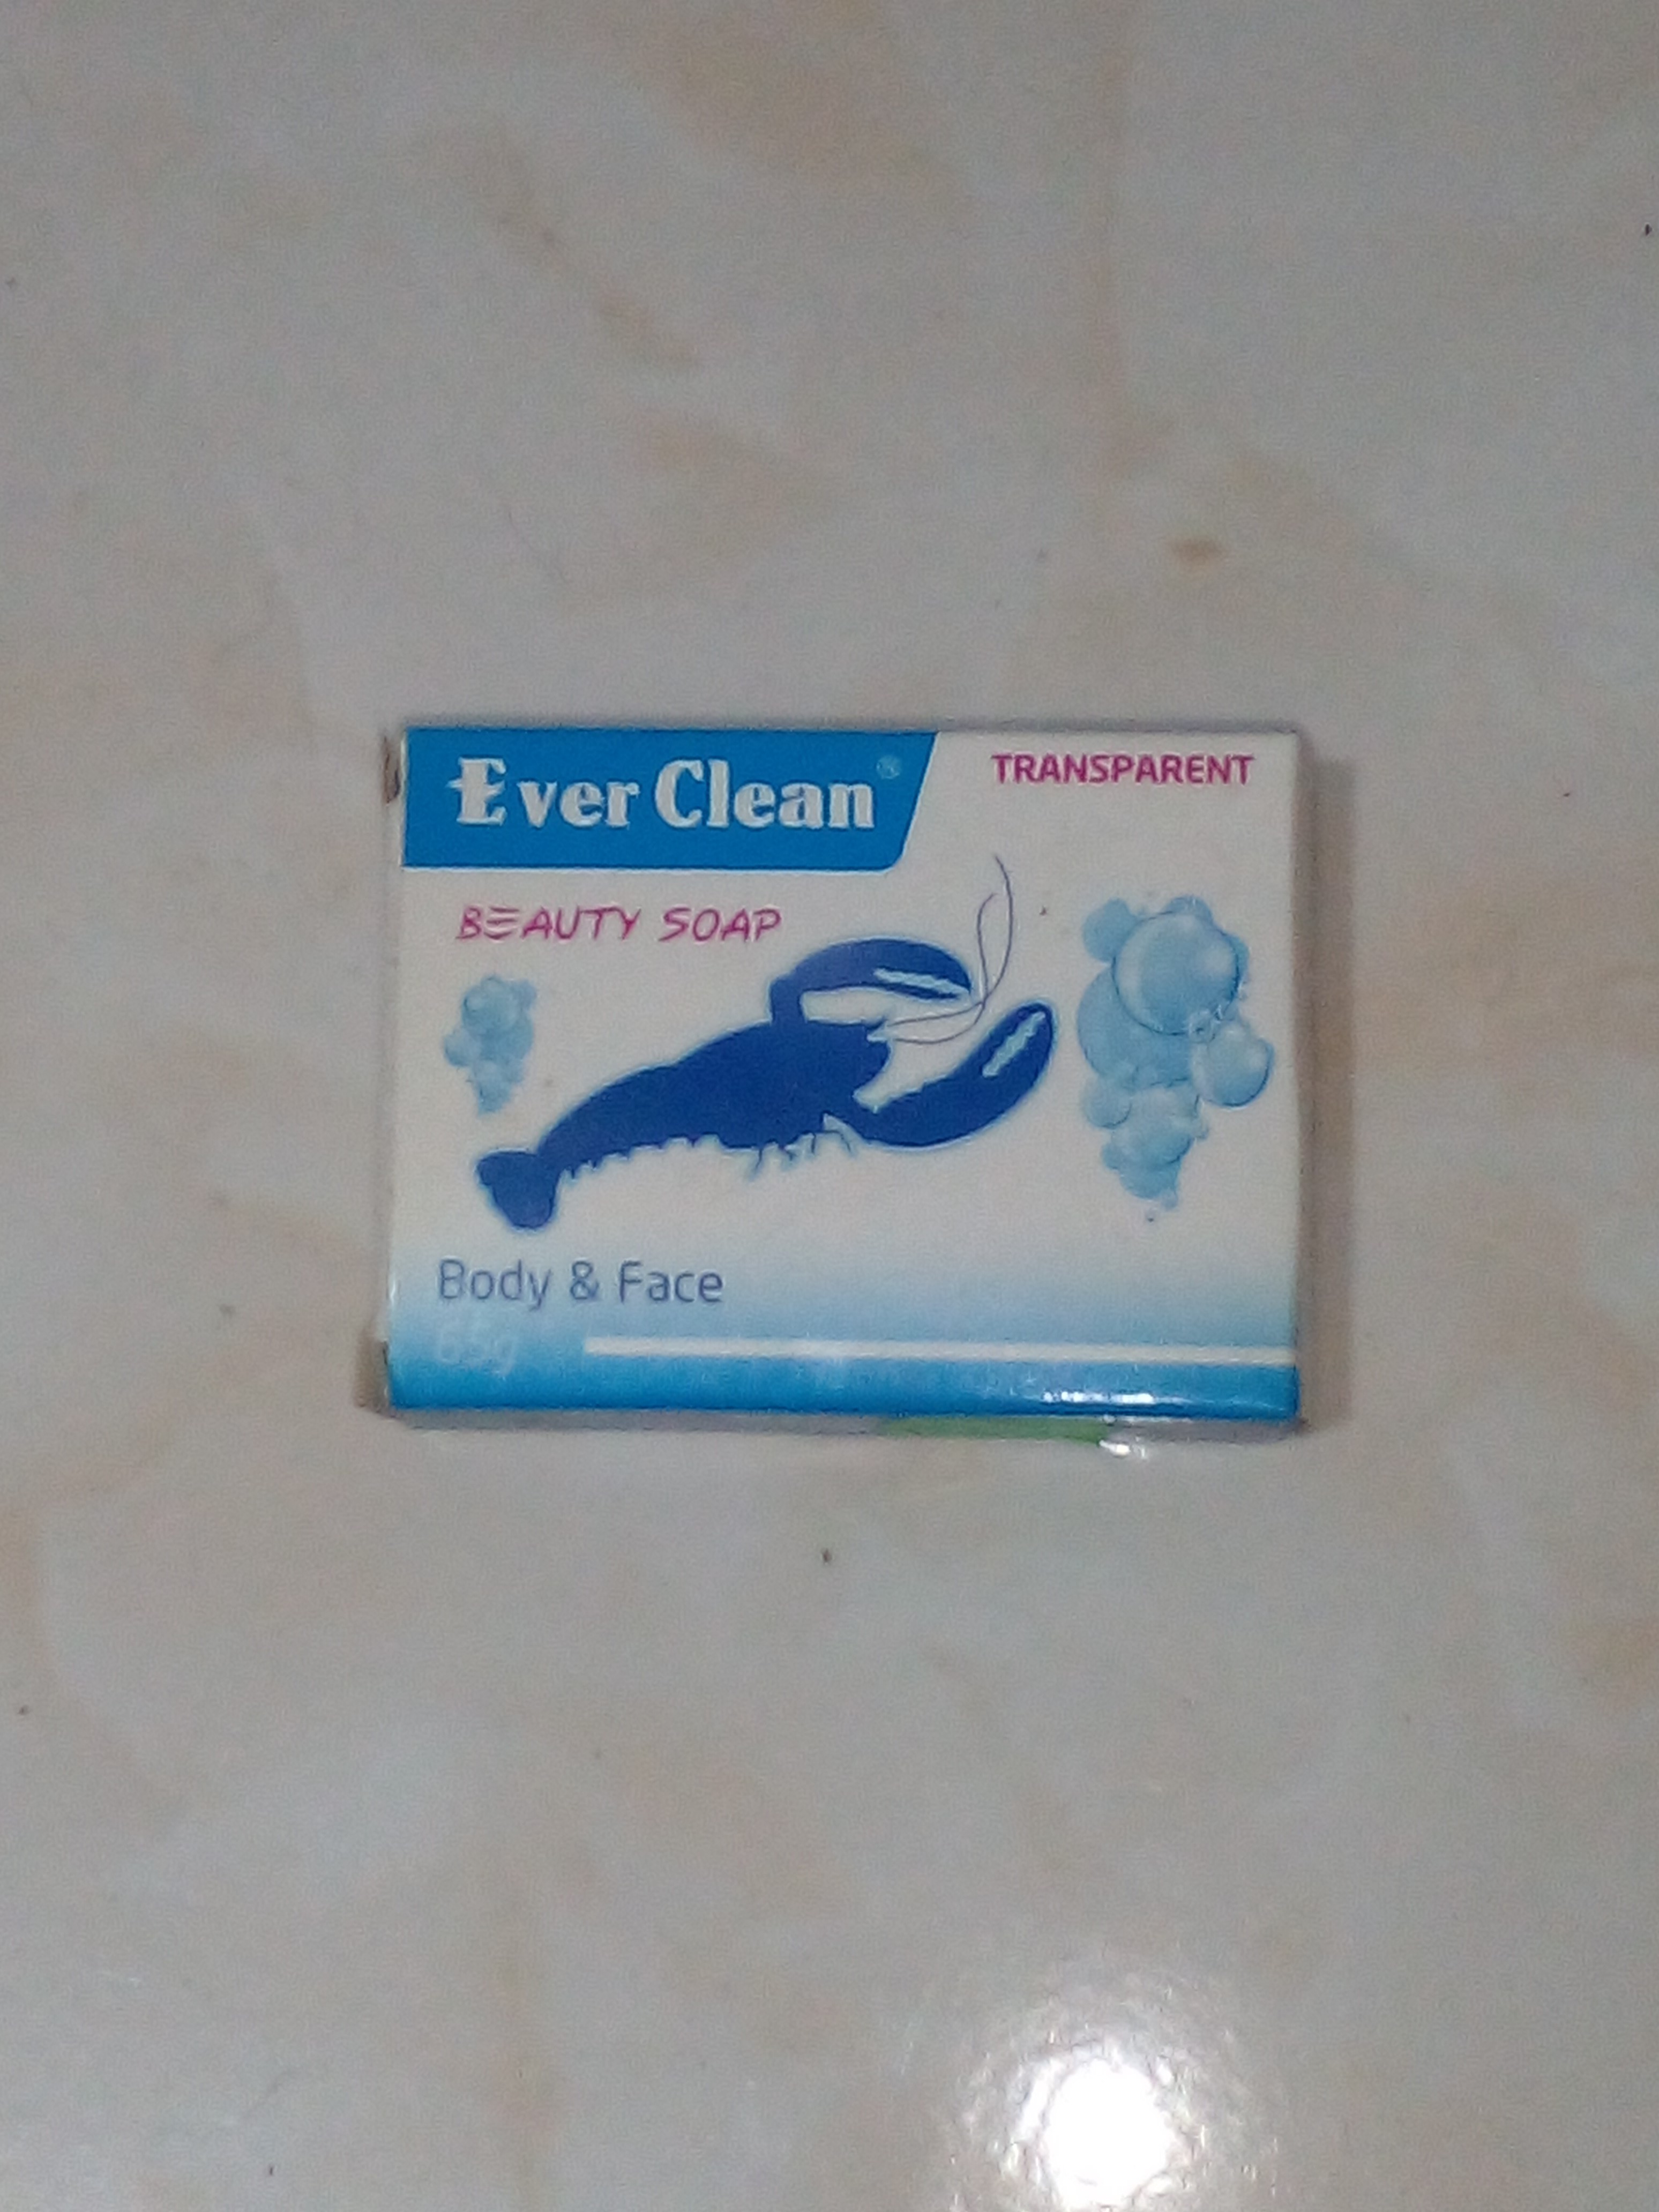 Ever Clean®
TRANSPARENT
BEAUTY SOAP
Body & Face
65g